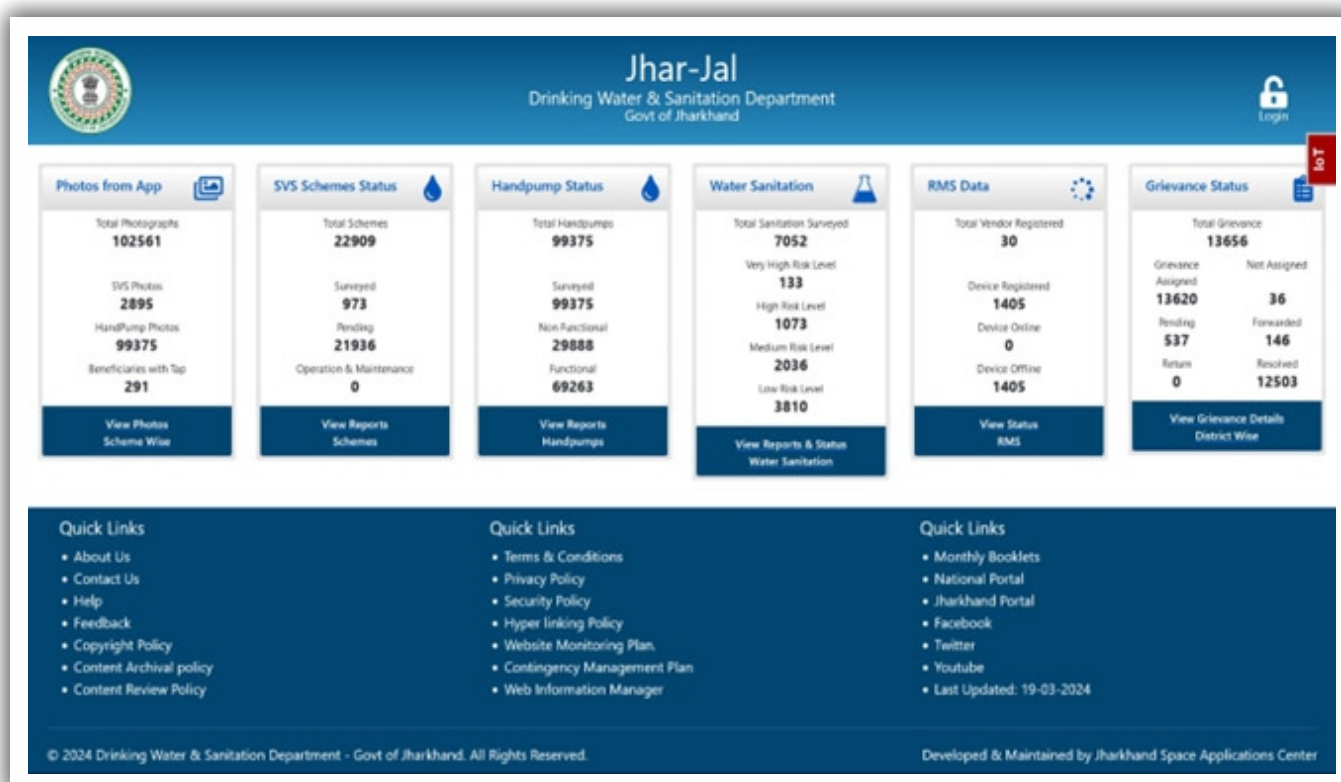 Jhar-Jal
Drinking Water & Sanitation Department
Govt of Jharkhand
Login
IoT
Photos from App
Total Photographs
102561
SVS Photos
2895
HandPump Photos
99375
Beneficiaries with Tap
291
View Photos
Scheme Wise
SVS Schemes Status
Total Schemes
22909
Surveyed
973
Pending
21936
Operation & Maintenance
0
View Reports
Schemes
Handpump Status
Total Handpumps
99375
Surveyed
99375
Non Functional
29888
Functional
69263
View Reports
Handpumps
Water Sanitation
Total Sanitation Surveyed
7052
Very High Risk Level
133
High Risk Level
1073
Medium Risk Level
2036
Low Risk Level
3810
View Reports & Status
Water Sanitation
RMS Data
Total Vendor Registered
30
Device Registered
1405
Device Online
0
Device Offline
1405
View Status
RMS
Grievance Status
Total Grievance
13656
Grievance Assigned
13620
Not Assigned
36
Pending
537
Forwarded
146
Return
0
Resolved
12503
View Grievance Details
District Wise
Quick Links
• About Us
• Contact Us
• Help
• Feedback
• Copyright Policy
• Content Archival policy
• Content Review Policy
Quick Links
• Terms & Conditions
• Privacy Policy
• Security Policy
• Hyper linking Policy
• Website Monitoring Plan.
• Contingency Management Plan
• Web Information Manager
Quick Links
• Monthly Booklets
• National Portal
• Jharkhand Portal
• Facebook
• Twitter
• Youtube
• Last Updated: 19-03-2024
© 2024 Drinking Water & Sanitation Department - Govt of Jharkhand. All Rights Reserved.
Developed & Maintained by Jharkhand Space Applications Center